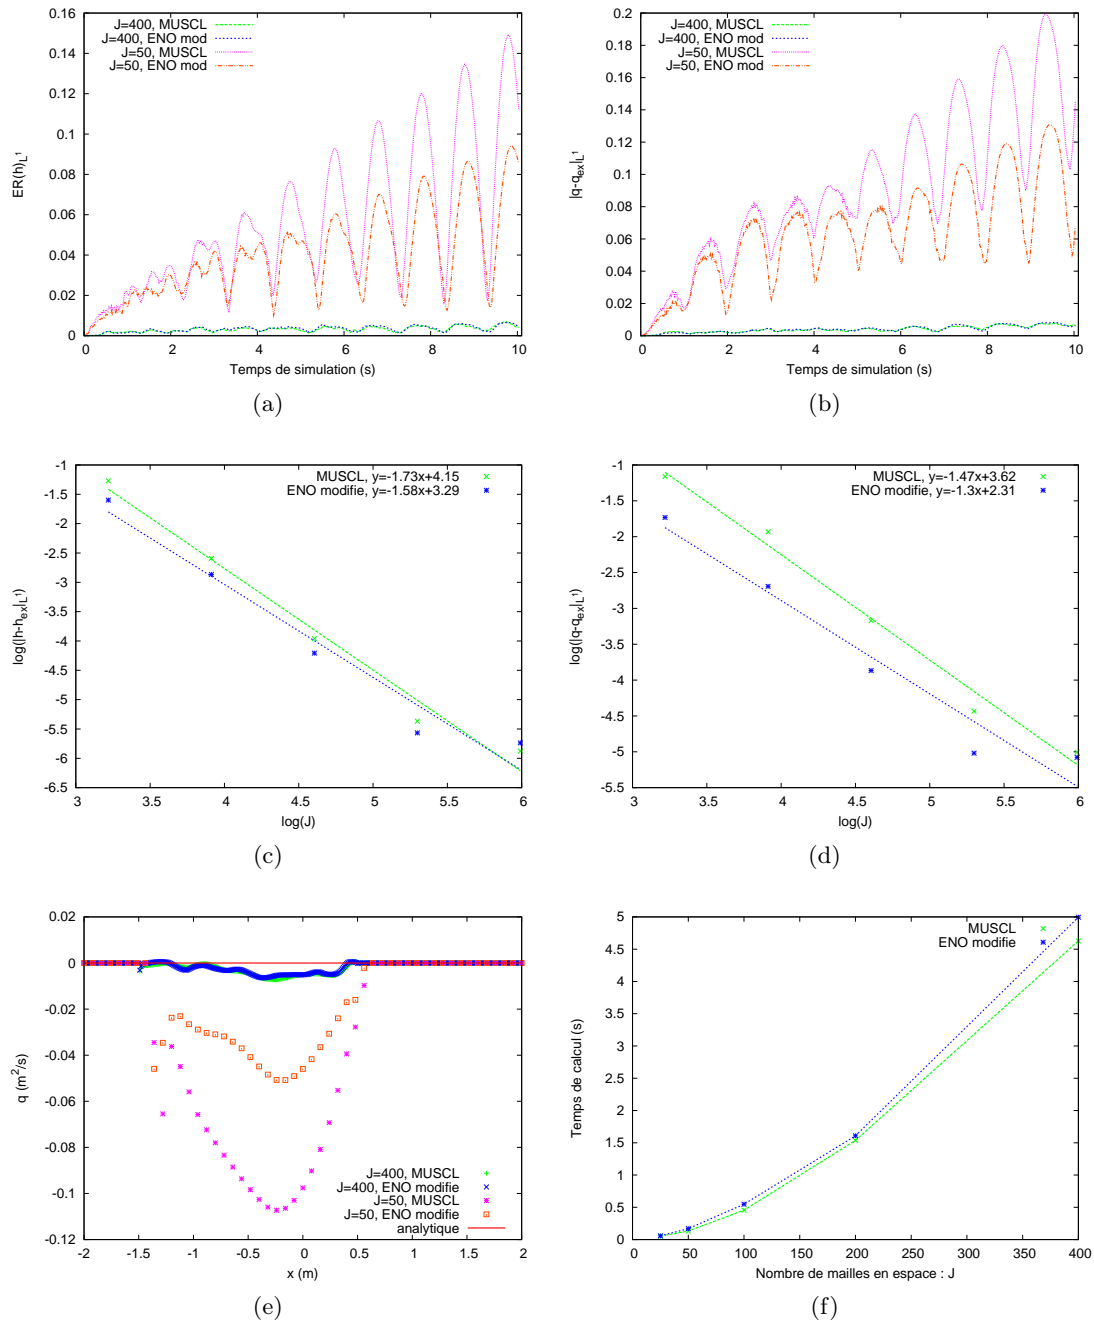 J=400, MUSCL
J=400, ENO mod
J=50, MUSCL
J=50, ENO mod
0.16
0.14
0.12
0.1
0.08
0.06
0.04
0.02
0
ER(h)_L¹
0 2 4 6 8 10
Temps de simulation (s)
(a)
J=400, MUSCL
J=400, ENO mod
J=50, MUSCL
J=50, ENO mod
0.2
0.18
0.16
0.14
0.12
0.1
0.08
0.06
0.04
0.02
0
|q-q_ex|_L¹
0 2 4 6 8 10
Temps de simulation (s)
(b)
MUSCL, y=-1.73x+4.15
ENO modifie, y=-1.58x+3.29
-1
-1.5
-2
-2.5
-3
-3.5
-4
-4.5
-5
-5.5
-6
-6.5
log(|h-h_ex|_L¹)
3 3.5 4 4.5 5 5.5 6
log(J)
(c)
MUSCL, y=-1.47x+3.62
ENO modifie, y=-1.3x+2.31
-1
-1.5
-2
-2.5
-3
-3.5
-4
-4.5
-5
-5.5
log(|q-q_ex|_L¹)
3 3.5 4 4.5 5 5.5 6
log(J)
(d)
0.02
0
-0.02
-0.04
-0.06
-0.08
-0.1
-0.12
q (m²/s)
J=400, MUSCL
J=400, ENO modifie
J=50, MUSCL
J=50, ENO modifie
analytique
-2 -1.5 -1 -0.5 0 0.5 1 1.5 2
x (m)
(e)
MUSCL
ENO modifie
5
4.5
4
3.5
3
2.5
2
1.5
1
0.5
0
Temps de calcul (s)
0 50 100 150 200 250 300 350 400
Nombre de mailles en espace : J
(f)